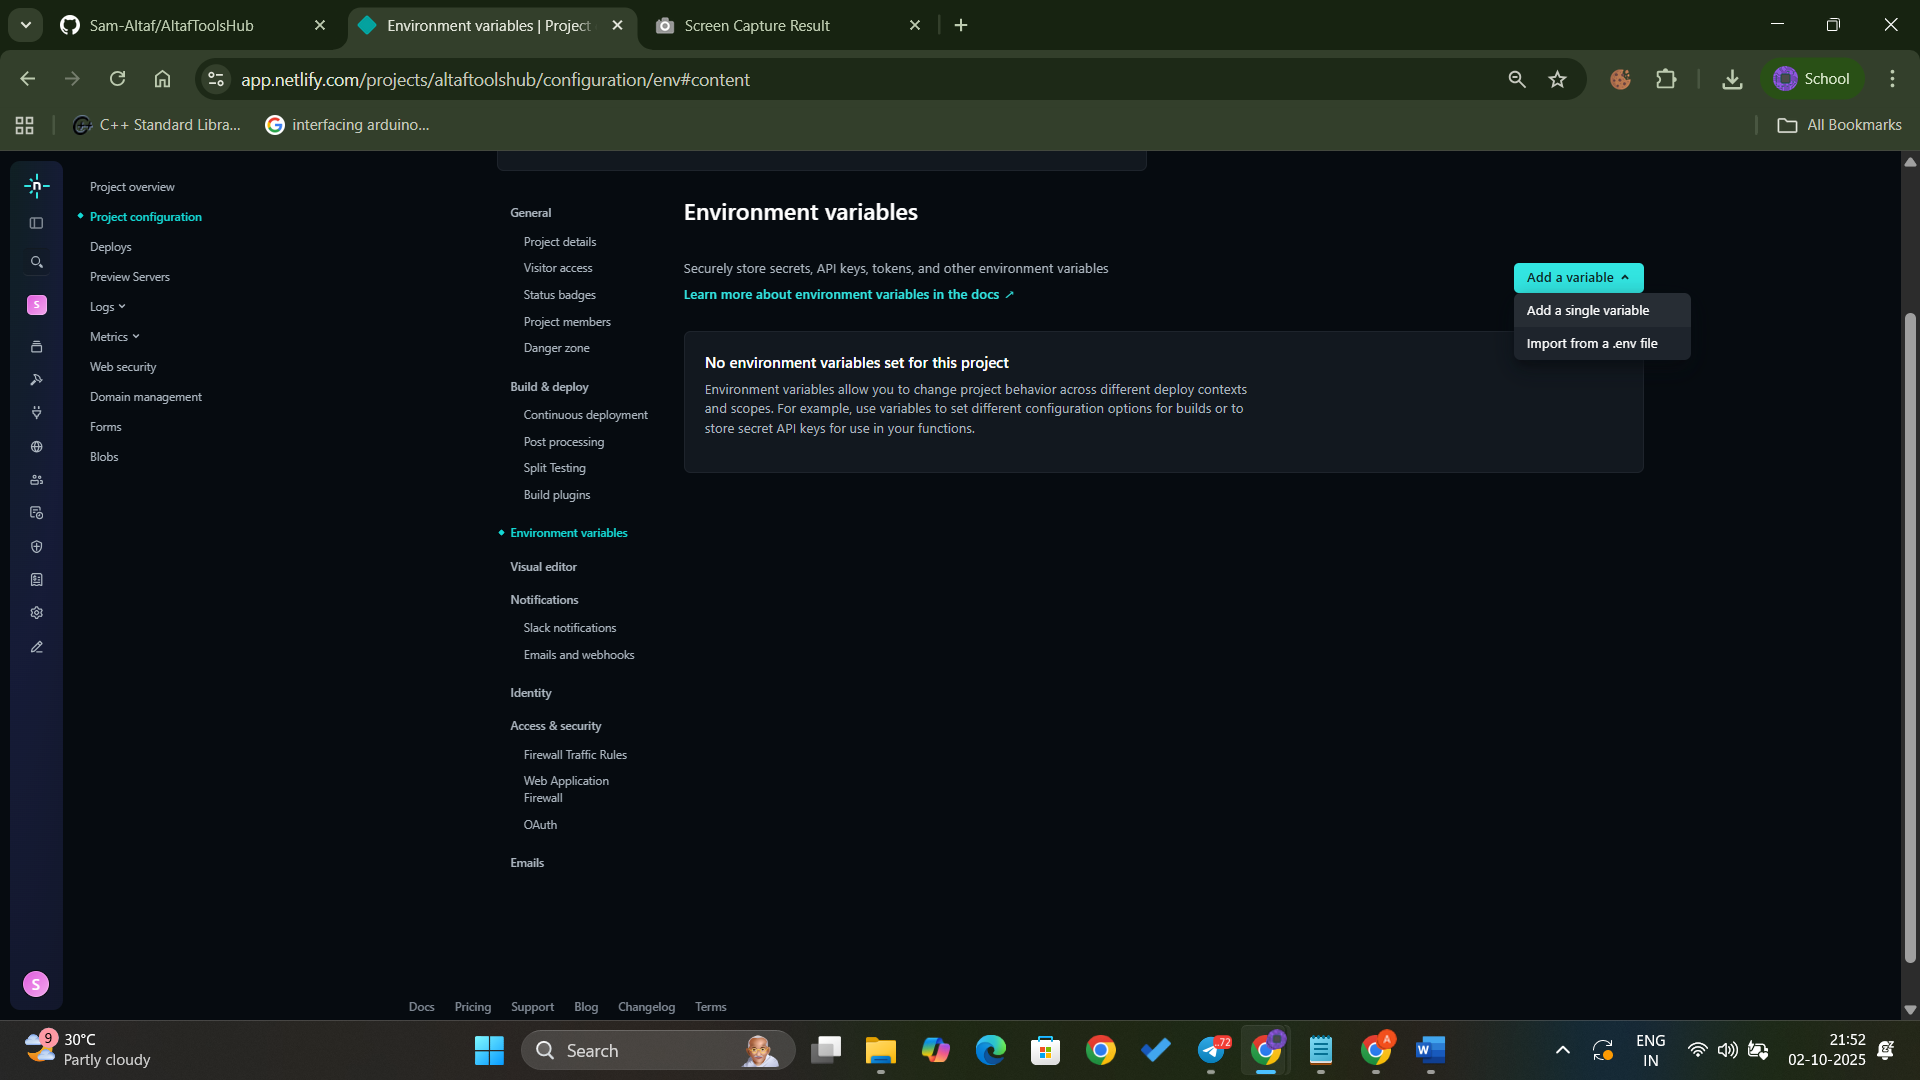 Sam-Altaf/AltafToolsHub
Environment variables | Project
Screen Capture Result
app.netlify.com/projects/altaftoolshub/configuration/env#content
School
C++ Standard Libra...
interfacing arduino...
All Bookmarks
n
S
S
Project overview
Project configuration
Deploys
Preview Servers
Logs
Metrics
Web security
Domain management
Forms
Blobs
General
Project details
Visitor access
Status badges
Project members
Danger zone
Build & deploy
Continuous deployment
Post processing
Split Testing
Build plugins
Environment variables
Visual editor
Notifications
Slack notifications
Emails and webhooks
Identity
Access & security
Firewall Traffic Rules
Web Application
Firewall
OAuth
Emails
Environment variables
Securely store secrets, API keys, tokens, and other environment variables
Learn more about environment variables in the docs
Add a variable
Add a single variable
Import from a .env file
No environment variables set for this project
Environment variables allow you to change project behavior across different deploy contexts
and scopes. For example, use variables to set different configuration options for builds or to
store secret API keys for use in your functions.
Docs Pricing Support Blog Changelog Terms
9
30°C
Partly cloudy
Search
.72
A
W
ENG
IN
21:52
02-10-2025